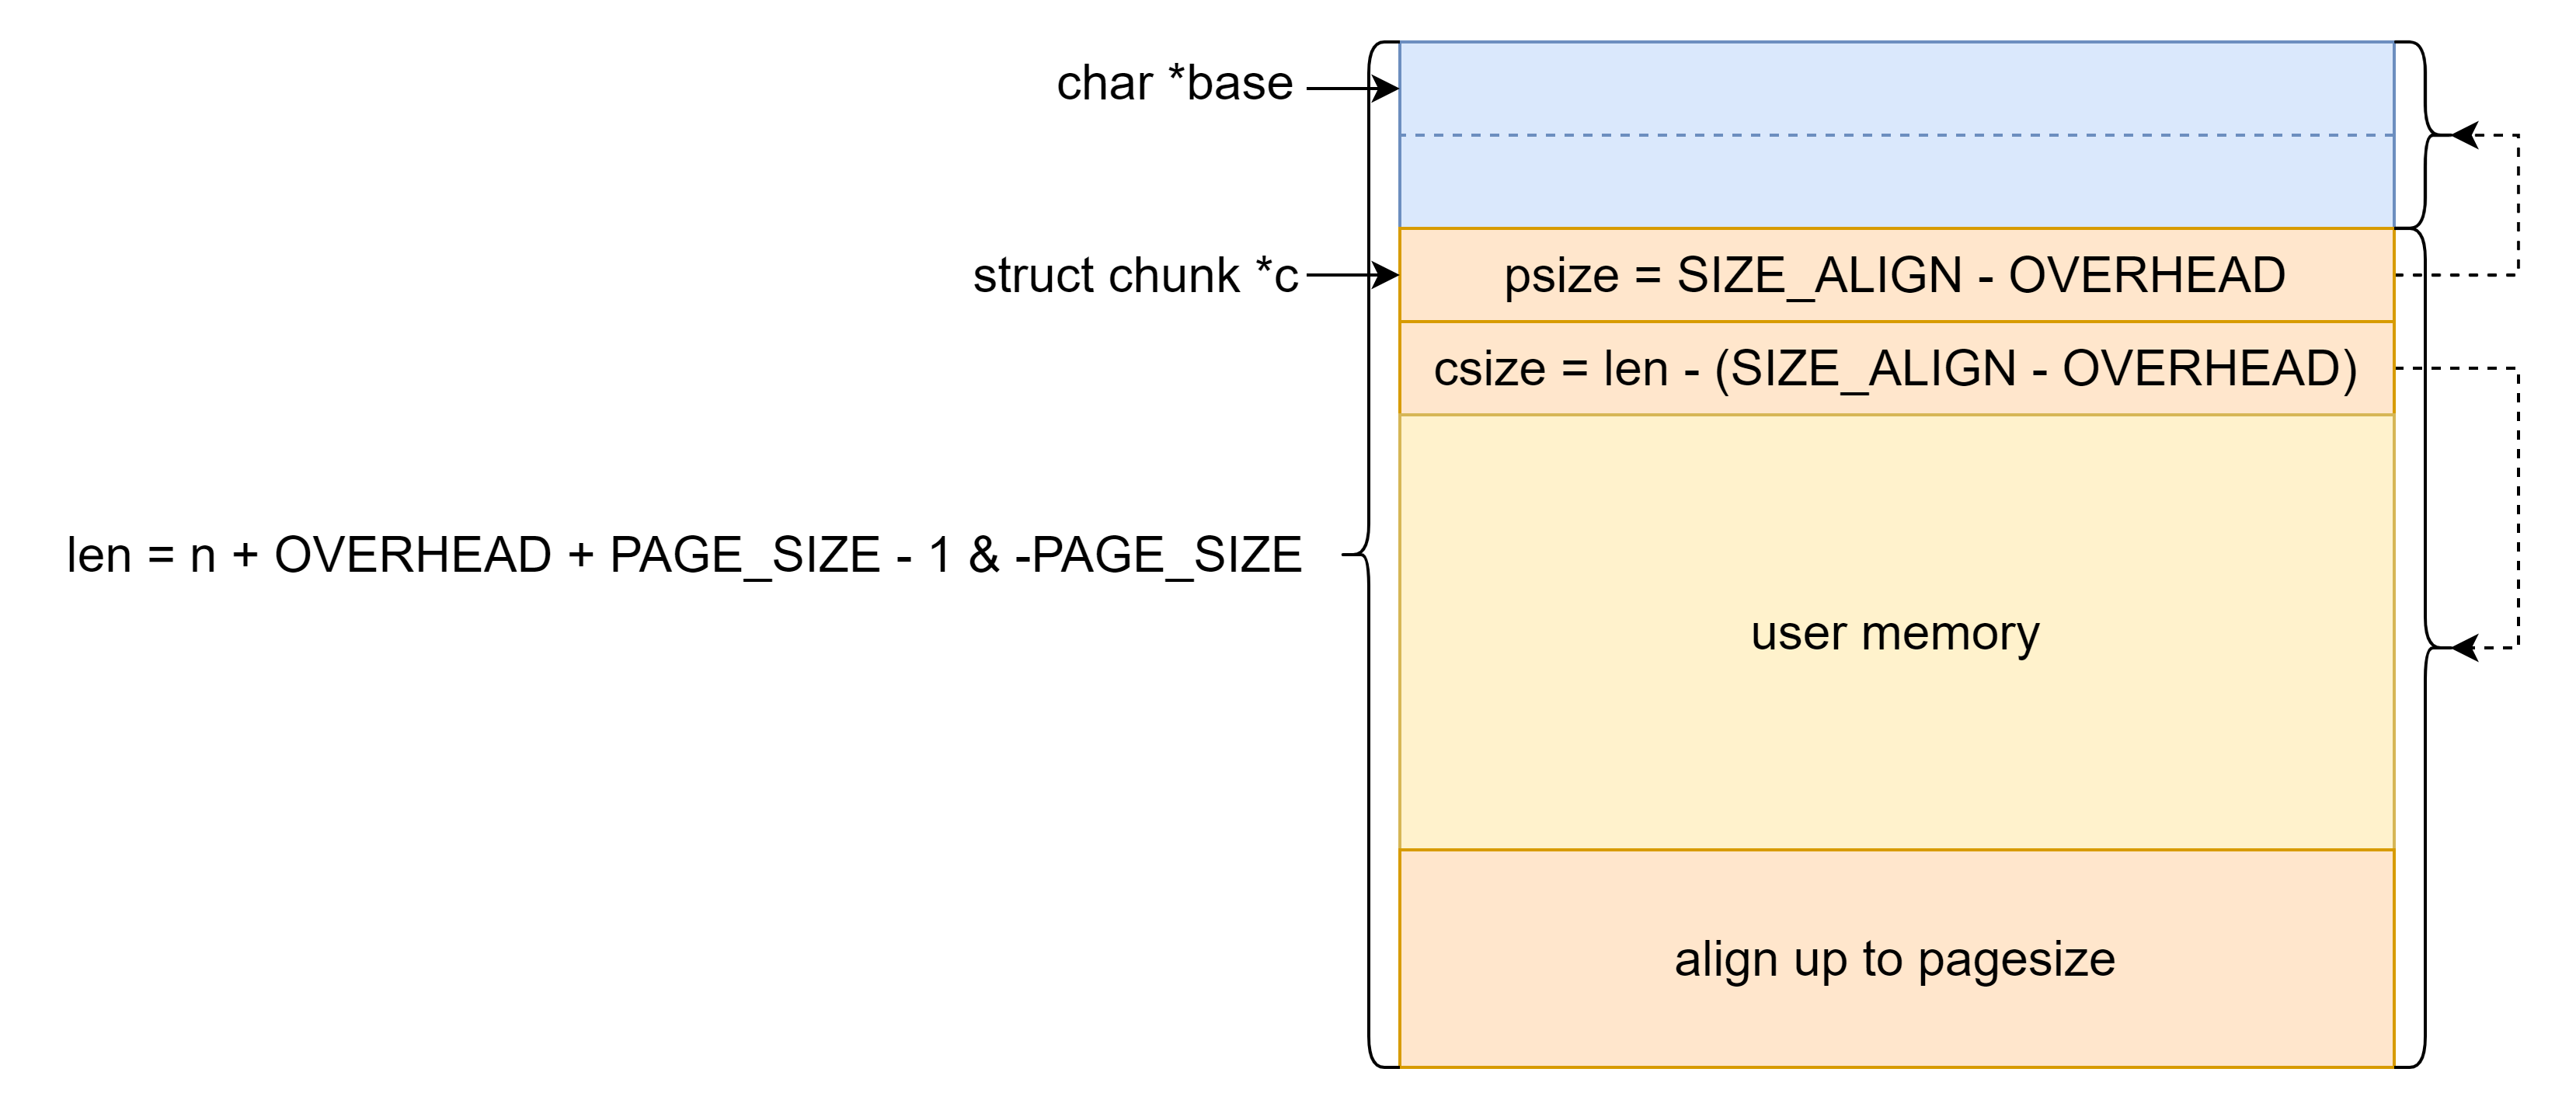 char *base
struct chunk *c
psize = SIZE_ALIGN - OVERHEAD
csize = len - (SIZE_ALIGN - OVERHEAD)
len = n + OVERHEAD + PAGE_SIZE - 1 & -PAGE_SIZE
user memory
align up to pagesize